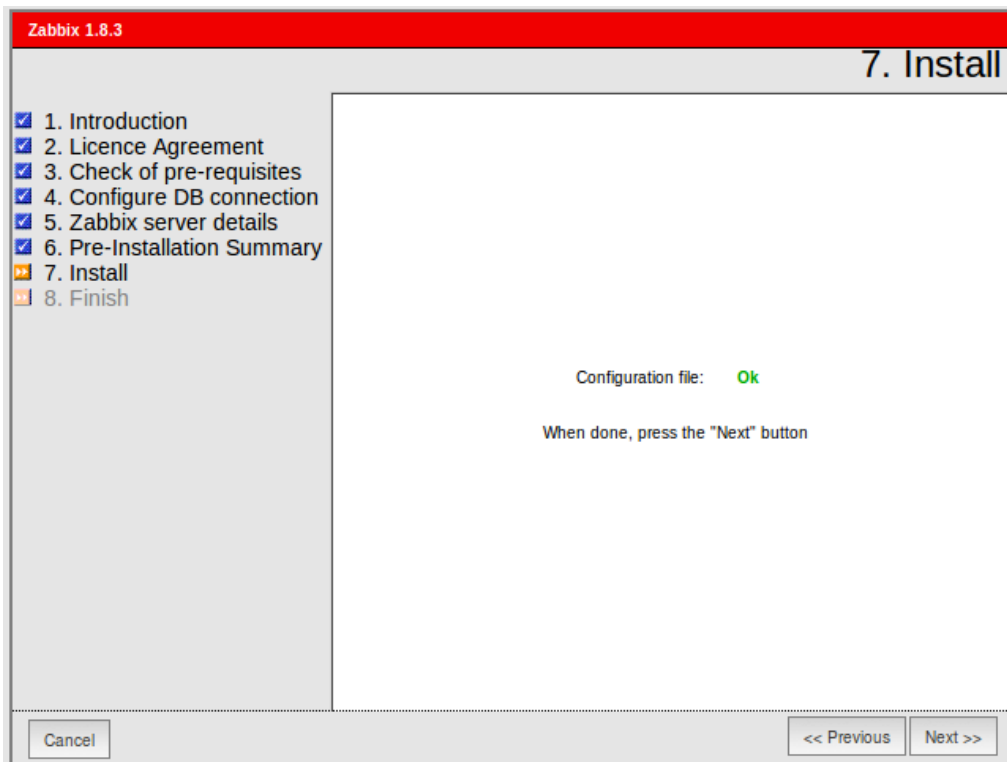 Zabbix 1.8.3
7. Install
1. Introduction
2. Licence Agreement
3. Check of pre-requisites
4. Configure DB connection
5. Zabbix server details
6. Pre-Installation Summary
7. Install
8. Finish
Configuration file: Ok
When done, press the "Next" button
Cancel
<< Previous
Next >>